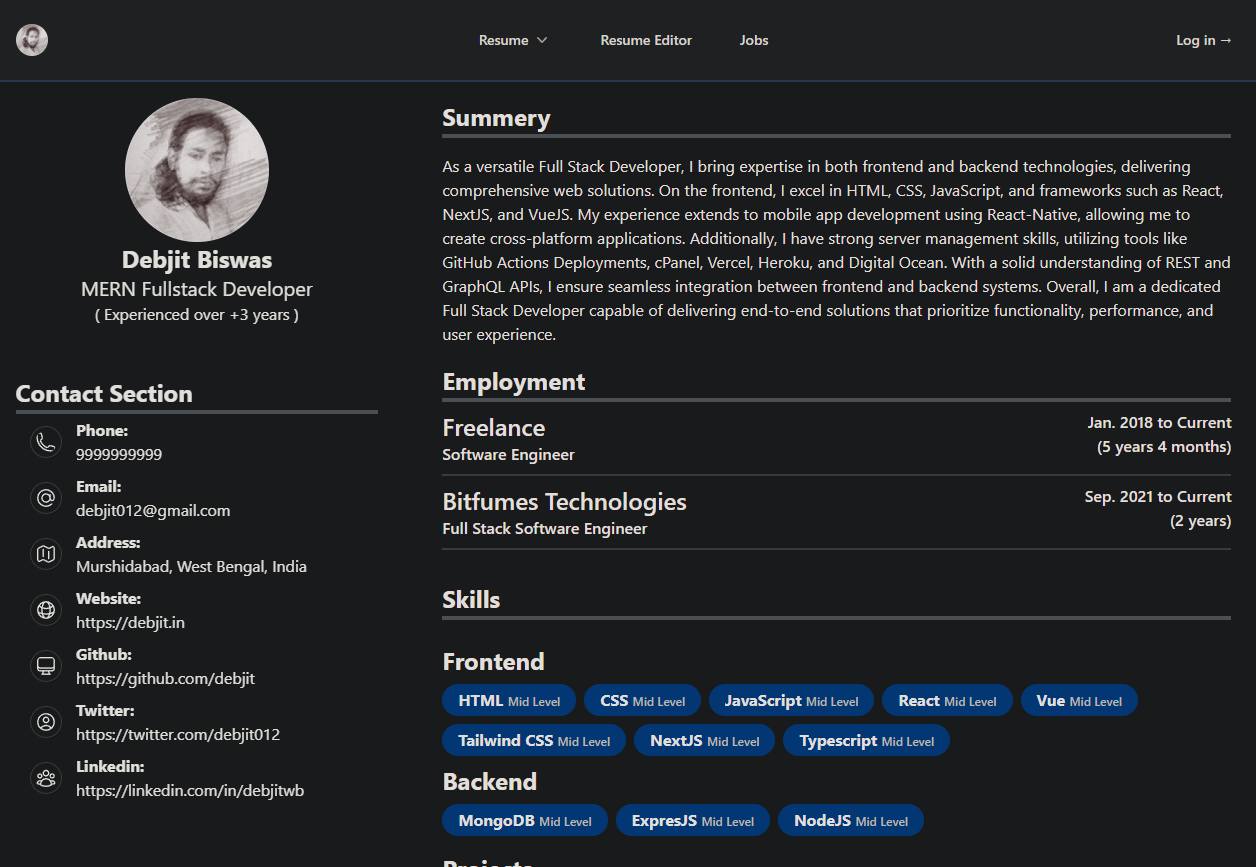 Resume
Resume Editor
Jobs
Log in →
Debjit Biswas
MERN Fullstack Developer
( Experienced over +3 years )
Contact Section
Phone:
9999999999
Email:
debjit012@gmail.com
Address:
Murshidabad, West Bengal, India
Website:
https://debjit.in
Github:
https://github.com/debjit
Twitter:
https://twitter.com/debjit012
Linkedin:
https://linkedin.com/in/debjitwb
Summery
As a versatile Full Stack Developer, I bring expertise in both frontend and backend technologies, delivering
comprehensive web solutions. On the frontend, I excel in HTML, CSS, JavaScript, and frameworks such as React,
NextJS, and VueJS. My experience extends to mobile app development using React-Native, allowing me to
create cross-platform applications. Additionally, I have strong server management skills, utilizing tools like
GitHub Actions Deployments, cPanel, Vercel, Heroku, and Digital Ocean. With a solid understanding of REST and
GraphQL APIs, I ensure seamless integration between frontend and backend systems. Overall, I am a dedicated
Full Stack Developer capable of delivering end-to-end solutions that prioritize functionality, performance, and
user experience.
Employment
Freelance
Software Engineer
Jan. 2018 to Current
(5 years 4 months)
Bitfumes Technologies
Full Stack Software Engineer
Sep. 2021 to Current
(2 years)
Skills
Frontend
HTML Mid Level
CSS Mid Level
JavaScript Mid Level
React Mid Level
Vue Mid Level
Tailwind CSS Mid Level
NextJS Mid Level
Typescript Mid Level
Backend
MongoDB Mid Level
ExpresJS Mid Level
NodeJS Mid Level
Projects